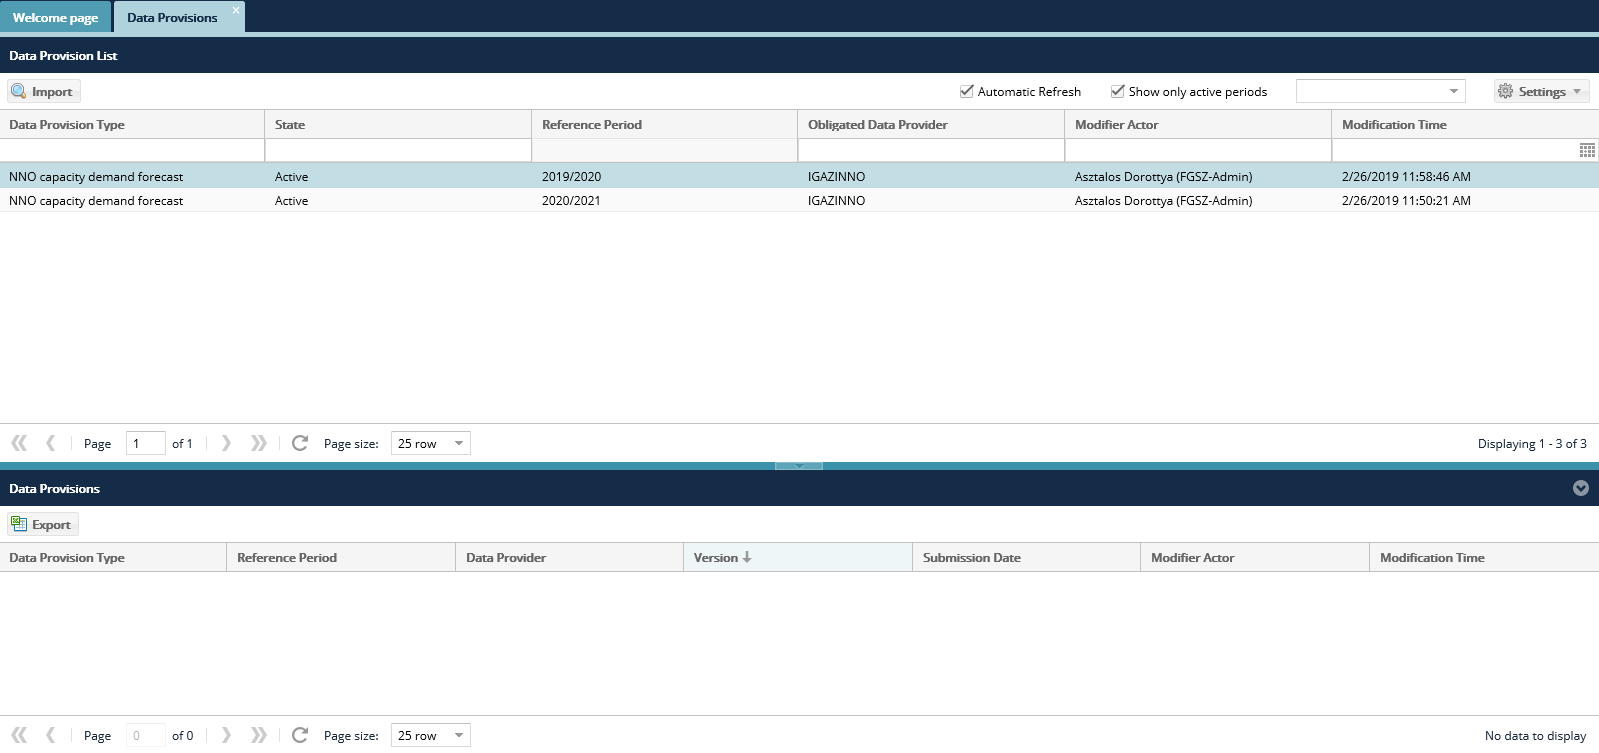 Welcome page Data Provisions ×
Data Provision List
Import Automatic Refresh Show only active periods Settings
Data Provision Type State Reference Period Obligated Data Provider Modifier Actor Modification Time
NNO capacity demand forecast Active 2019/2020 IGAZINNO Asztalos Dorottya (FGSZ-Admin) 2/26/2019 11:58:46 AM
NNO capacity demand forecast Active 2020/2021 IGAZINNO Asztalos Dorottya (FGSZ-Admin) 2/26/2019 11:50:21 AM
Page 1 of 1 Page size: 25 row Displaying 1 - 3 of 3
Data Provisions
Export
Data Provision Type Reference Period Data Provider Version Submission Date Modifier Actor Modification Time
Page 0 of 0 Page size: 25 row No data to display